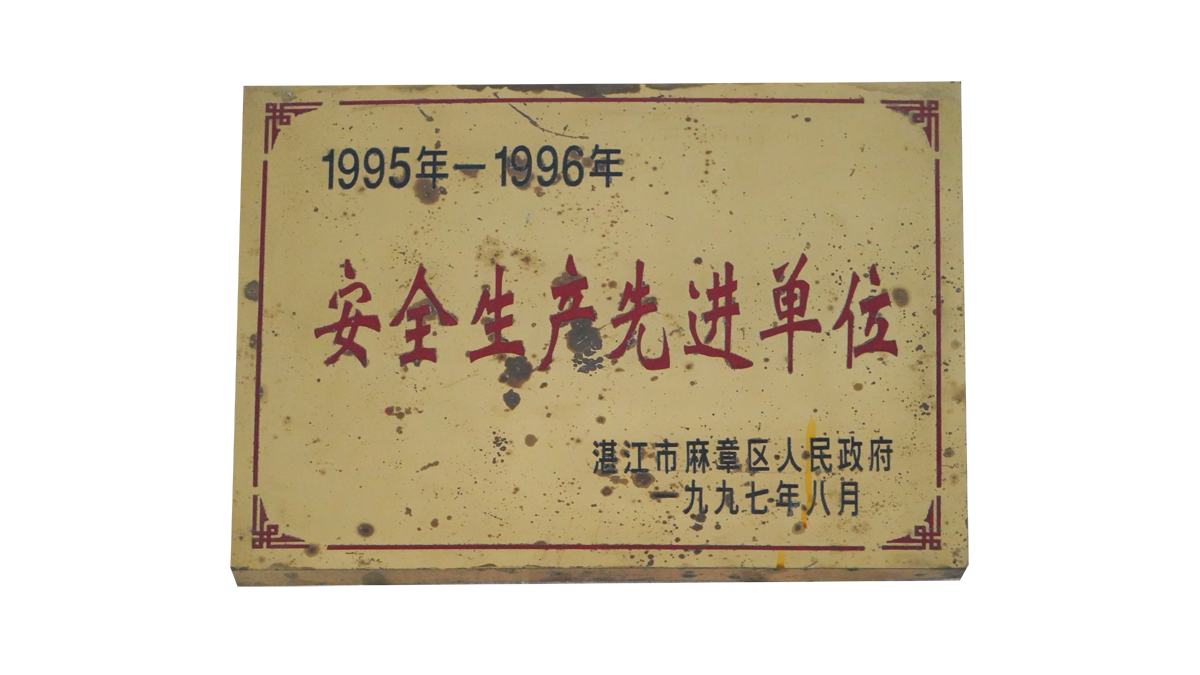 1995年—1996年
安全生产先进单位
湛江市麻章区人民政府
一九九七年八月